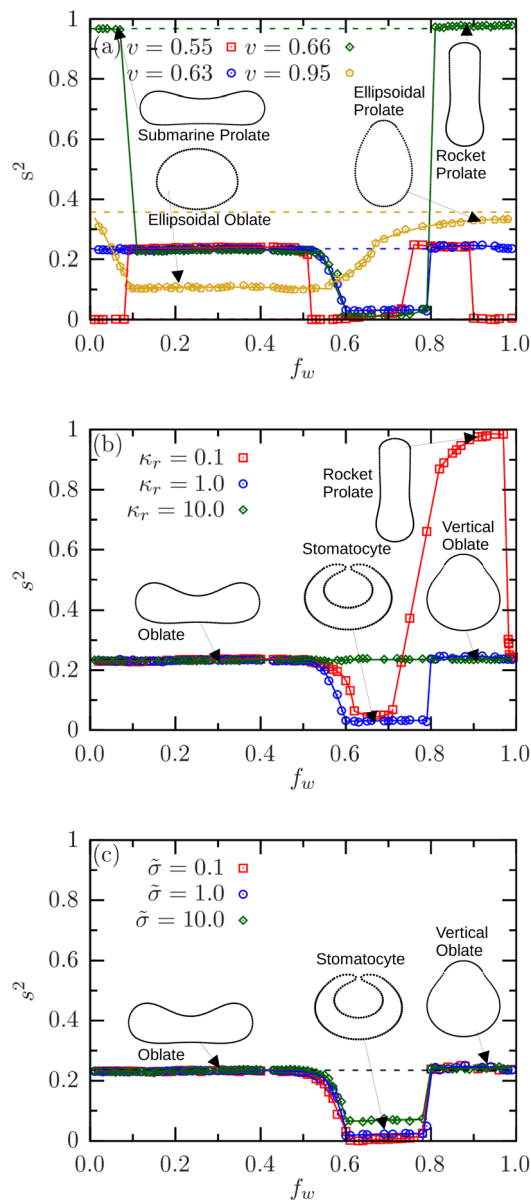 (a) v = 0.55 v = 0.66
v = 0.63 v = 0.95
Ellipsoidal
Prolate
Submarine Prolate
Rocket
Prolate
Ellipsoidal Oblate
s²
1
0.8
0.6
0.4
0.2
0
0.0 0.2 0.4 0.6 0.8 1.0
f_w
(b)
κ_r = 0.1
κ_r = 1.0
κ_r = 10.0
Rocket
Prolate
Stomatocyte
Vertical
Oblate
Oblate
s²
1
0.8
0.6
0.4
0.2
0
0.0 0.2 0.4 0.6 0.8 1.0
f_w
(c)
σ̃ = 0.1
σ̃ = 1.0
σ̃ = 10.0
Vertical
Oblate
Stomatocyte
Oblate
s²
1
0.8
0.6
0.4
0.2
0
0.0 0.2 0.4 0.6 0.8 1.0
f_w